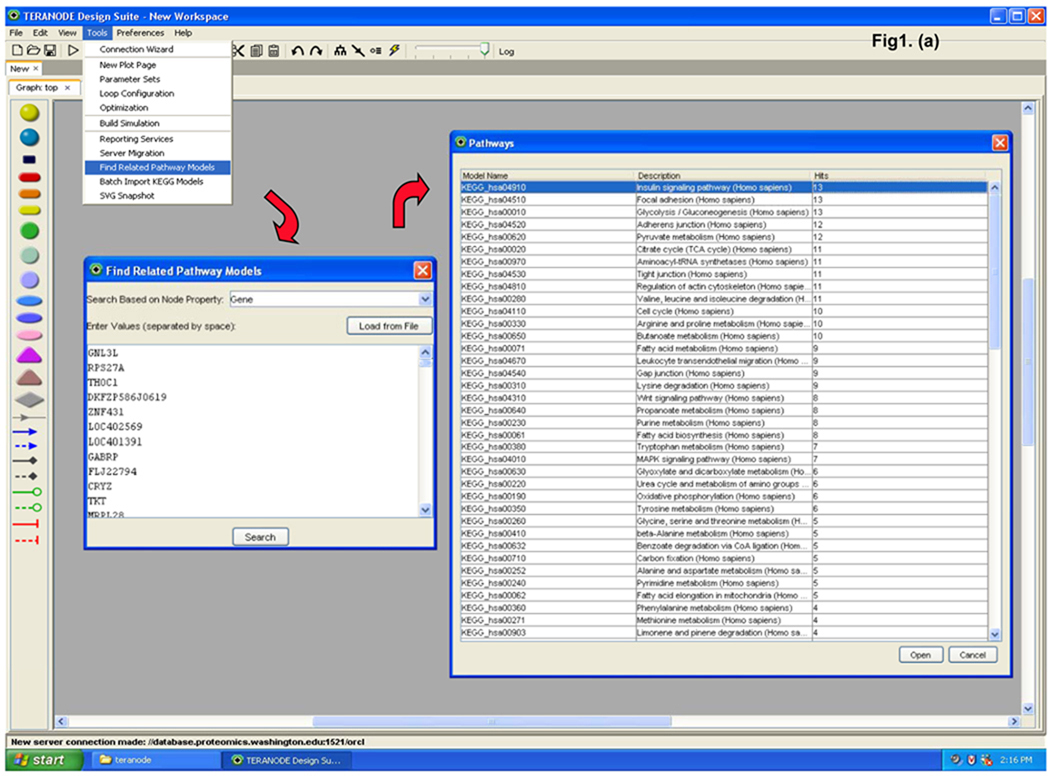 TERANODE Design Suite - New Workspace
File Edit View Tools Preferences Help
Fig1. (a)
Log
New ×
Graph: top ×
Connection Wizard
New Plot Page
Parameter Sets
Loop Configuration
Optimization
Build Simulation
Reporting Services
Server Migration
Find Related Pathway Models
Batch Import KEGG Models
SVG Snapshot
Find Related Pathway Models
Search Based on Node Property: Gene
Enter Values (separated by space): Load from File
GNL3L
RPS27A
THOC1
DKFZP586J0619
ZNF431
LOC402569
LOC401391
GABRP
FLJ22794
CRYZ
TKT
MRPL28
Search
Pathways
Model Name Description Hits
KEGG_hsa04910 Insulin signaling pathway (Homo sapiens) 13
KEGG_hsa04510 Focal adhesion (Homo sapiens) 13
KEGG_hsa00010 Glycolysis / Gluconeogenesis (Homo sapiens) 13
KEGG_hsa04520 Adherens junction (Homo sapiens) 12
KEGG_hsa00620 Pyruvate metabolism (Homo sapiens) 12
KEGG_hsa00020 Citrate cycle (TCA cycle) (Homo sapiens) 11
KEGG_hsa00970 Aminoacyl-tRNA synthetases (Homo sapiens) 11
KEGG_hsa04530 Tight junction (Homo sapiens) 11
KEGG_hsa04810 Regulation of actin cytoskeleton (Homo sapie... 11
KEGG_hsa00280 Valine, leucine and isoleucine degradation (H... 11
KEGG_hsa04110 Cell cycle (Homo sapiens) 10
KEGG_hsa00330 Arginine and proline metabolism (Homo sapie... 10
KEGG_hsa00650 Butanoate metabolism (Homo sapiens) 10
KEGG_hsa00071 Fatty acid metabolism (Homo sapiens) 9
KEGG_hsa04670 Leukocyte transendothelial migration (Homo ... 9
KEGG_hsa04540 Gap junction (Homo sapiens) 9
KEGG_hsa00310 Lysine degradation (Homo sapiens) 9
KEGG_hsa04310 Wnt signaling pathway (Homo sapiens) 8
KEGG_hsa00640 Propanoate metabolism (Homo sapiens) 8
KEGG_hsa00230 Purine metabolism (Homo sapiens) 8
KEGG_hsa00061 Fatty acid biosynthesis (Homo sapiens) 8
KEGG_hsa00380 Tryptophan metabolism (Homo sapiens) 7
KEGG_hsa04010 MAPK signaling pathway (Homo sapiens) 7
KEGG_hsa00630 Glyoxylate and dicarboxylate metabolism (Ho... 6
KEGG_hsa00220 Urea cycle and metabolism of amino groups ... 6
KEGG_hsa00190 Oxidative phosphorylation (Homo sapiens) 6
KEGG_hsa00350 Tyrosine metabolism (Homo sapiens) 6
KEGG_hsa00260 Glycine, serine and threonine metabolism (H... 5
KEGG_hsa00410 beta-Alanine metabolism (Homo sapiens) 5
KEGG_hsa00632 Benzoate degradation via CoA ligation (Hom... 5
KEGG_hsa00710 Carbon fixation (Homo sapiens) 5
KEGG_hsa00252 Alanine and aspartate metabolism (Homo sa... 5
KEGG_hsa00240 Pyrimidine metabolism (Homo sapiens) 5
KEGG_hsa00062 Fatty acid elongation in mitochondria (Homo ... 5
KEGG_hsa00360 Phenylalanine metabolism (Homo sapiens) 4
KEGG_hsa00271 Methionine metabolism (Homo sapiens) 4
KEGG_hsa00903 Limonene and pinene degradation (Homo sa... 4
Open Cancel
New server connection made: //database.proteomics.washington.edu:1521/orcl
start teranode TERANODE Design Su... 2:16 PM